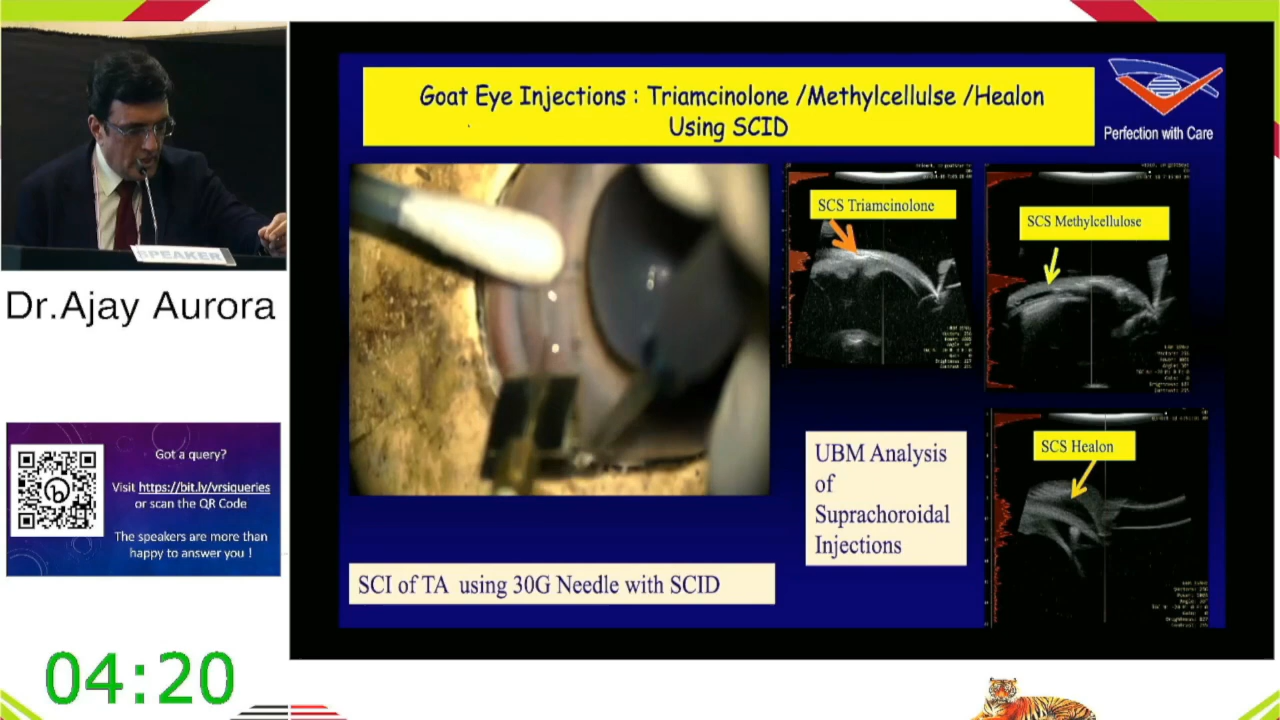 Goat Eye Injections : Triamcinolone /Methylcellulse /Healon
Using SCID
Perfection with Care
SCS Triamcinolone
SCS Methylcellulose
SCS Healon
UBM Analysis
of
Suprachoroidal
Injections
SCI of TA using 30G Needle with SCID
SPEAKER
Dr.Ajay Aurora
Got a query?
Visit https://bit.ly/vrsiqueries
or scan the QR Code
The speakers are more than
happy to answer you !
04:20